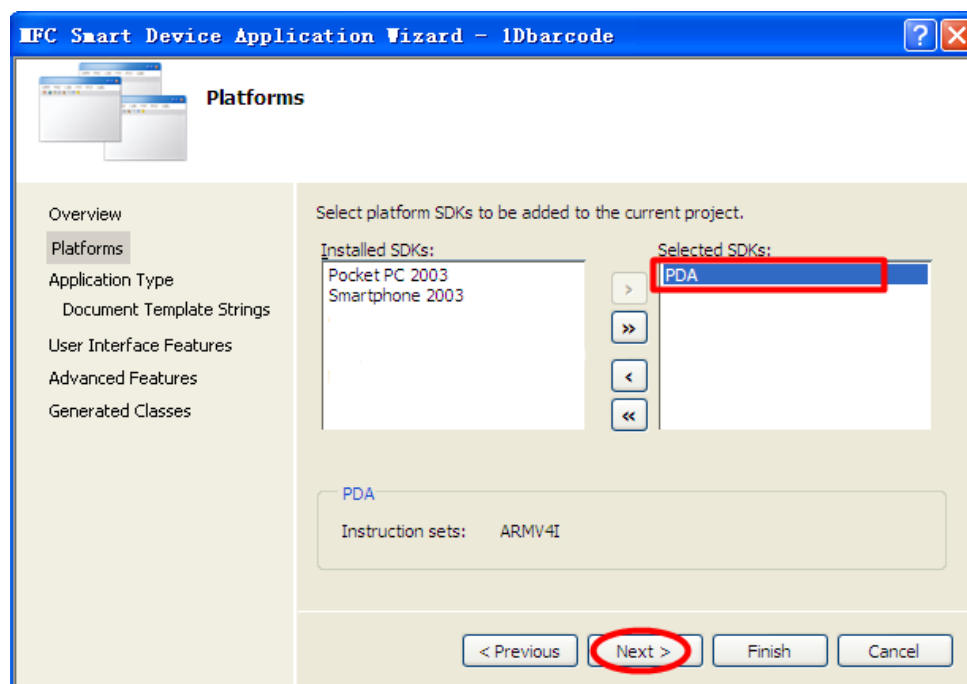 MFC Smart Device Application Wizard - 1Dbarcode
Platforms
Overview
Platforms
Application Type
Document Template Strings
User Interface Features
Advanced Features
Generated Classes
Select platform SDKs to be added to the current project.
Installed SDKs:
Pocket PC 2003
Smartphone 2003
>
»
<
«
Selected SDKs:
PDA
PDA
Instruction sets: ARMV4I
< Previous
Next >
Finish
Cancel